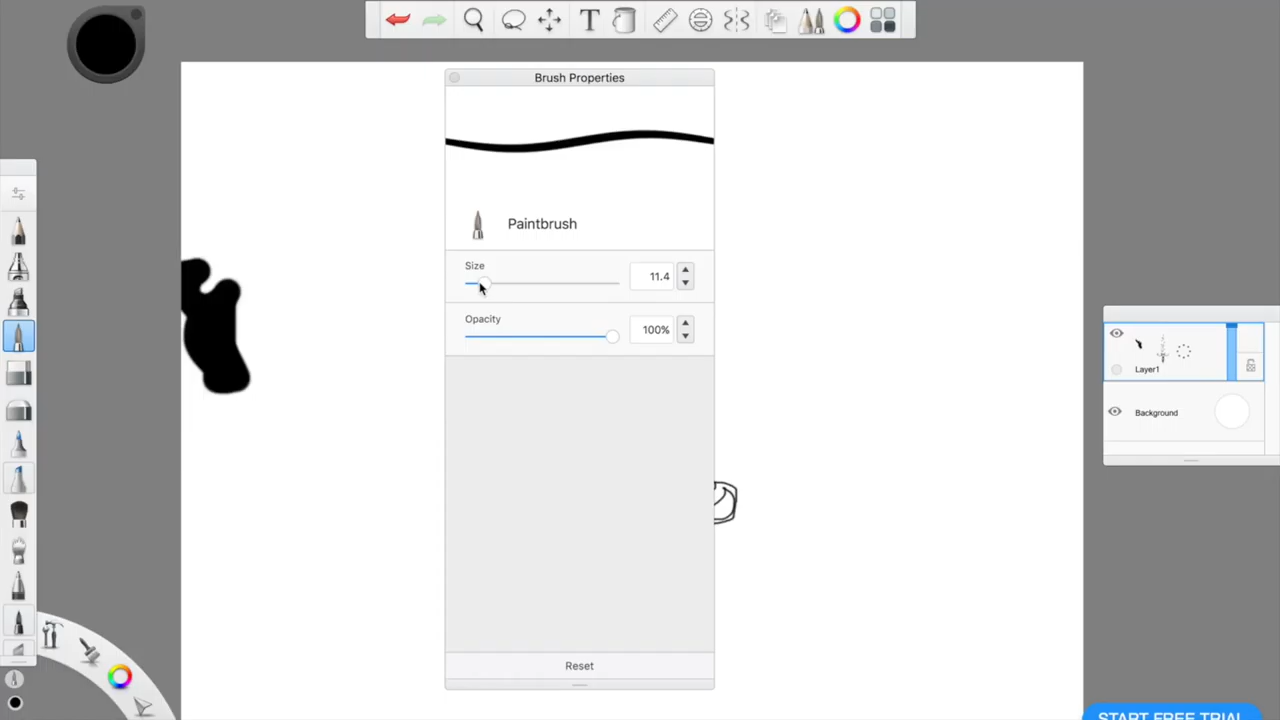 T
Brush Properties
Paintbrush
Size
11.4
Opacity
100%
Reset
Layer1
Background
START FREE TRIAL